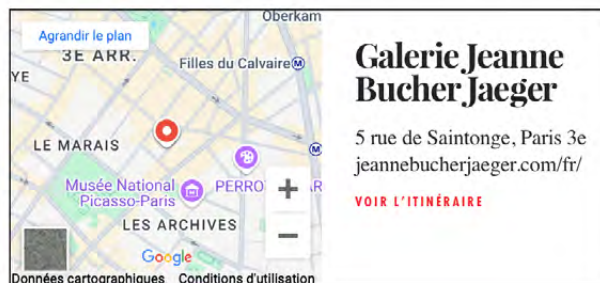 Oberkam
Agrandir le plan
3E ARR.
YE
Filles du Calvaire M
LE MARAIS
M
Musée National
Picasso-Paris
PERRO
AR
LES ARCHIVES
+
−
Google
Données cartographiques Conditions d'utilisation
Galerie Jeanne
Bucher Jaeger
5 rue de Saintonge, Paris 3e
jeannebucherjaeger.com/fr/
VOIR L'ITINÉRAIRE